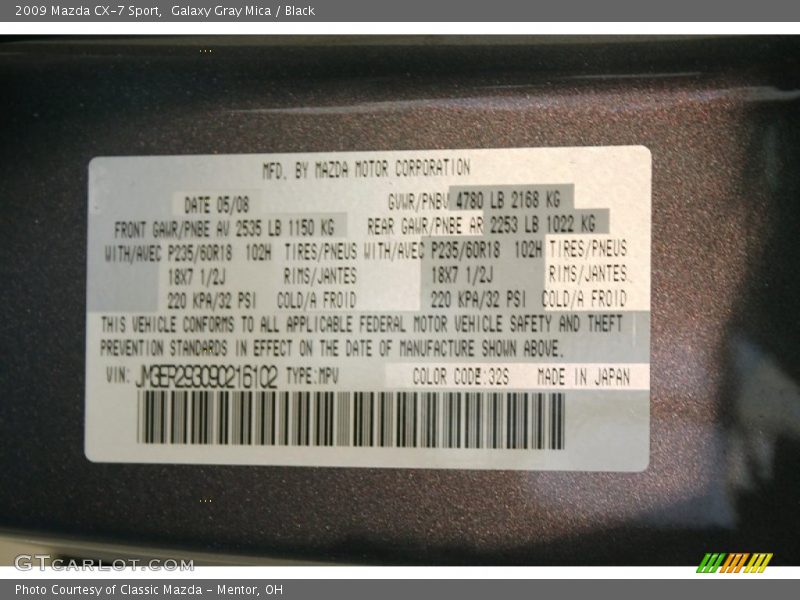 2009 Mazda CX-7 Sport,  Galaxy Gray Mica / Black
MFD. BY MAZDA MOTOR CORPORATION
DATE 05/08 GVWR/PNBV 4780 LB 2168 KG
FRONT GAWR/PNBE AV 2535 LB 1150 KG REAR GAWR/PNBE AR 2253 LB 1022 KG
WITH/AVEC P235/60R18 102H TIRES/PNEUS WITH/AVEC P235/60R18 102H TIRES/PNEUS
18X7 1/2J RIMS/JANTES 18X7 1/2J RIMS/JANTES
220 KPA/32 PSI COLD/A FROID 220 KPA/32 PSI COLD/A FROID
THIS VEHICLE CONFORMS TO ALL APPLICABLE FEDERAL MOTOR VEHICLE SAFETY AND THEFT
PREVENTION STANDARDS IN EFFECT ON THE DATE OF MANUFACTURE SHOWN ABOVE.
VIN: JM3ER293090216102 TYPE:MPV COLOR CODE:32S MADE IN JAPAN
GTCARLOT.COM
Photo Courtesy of Classic Mazda - Mentor, OH